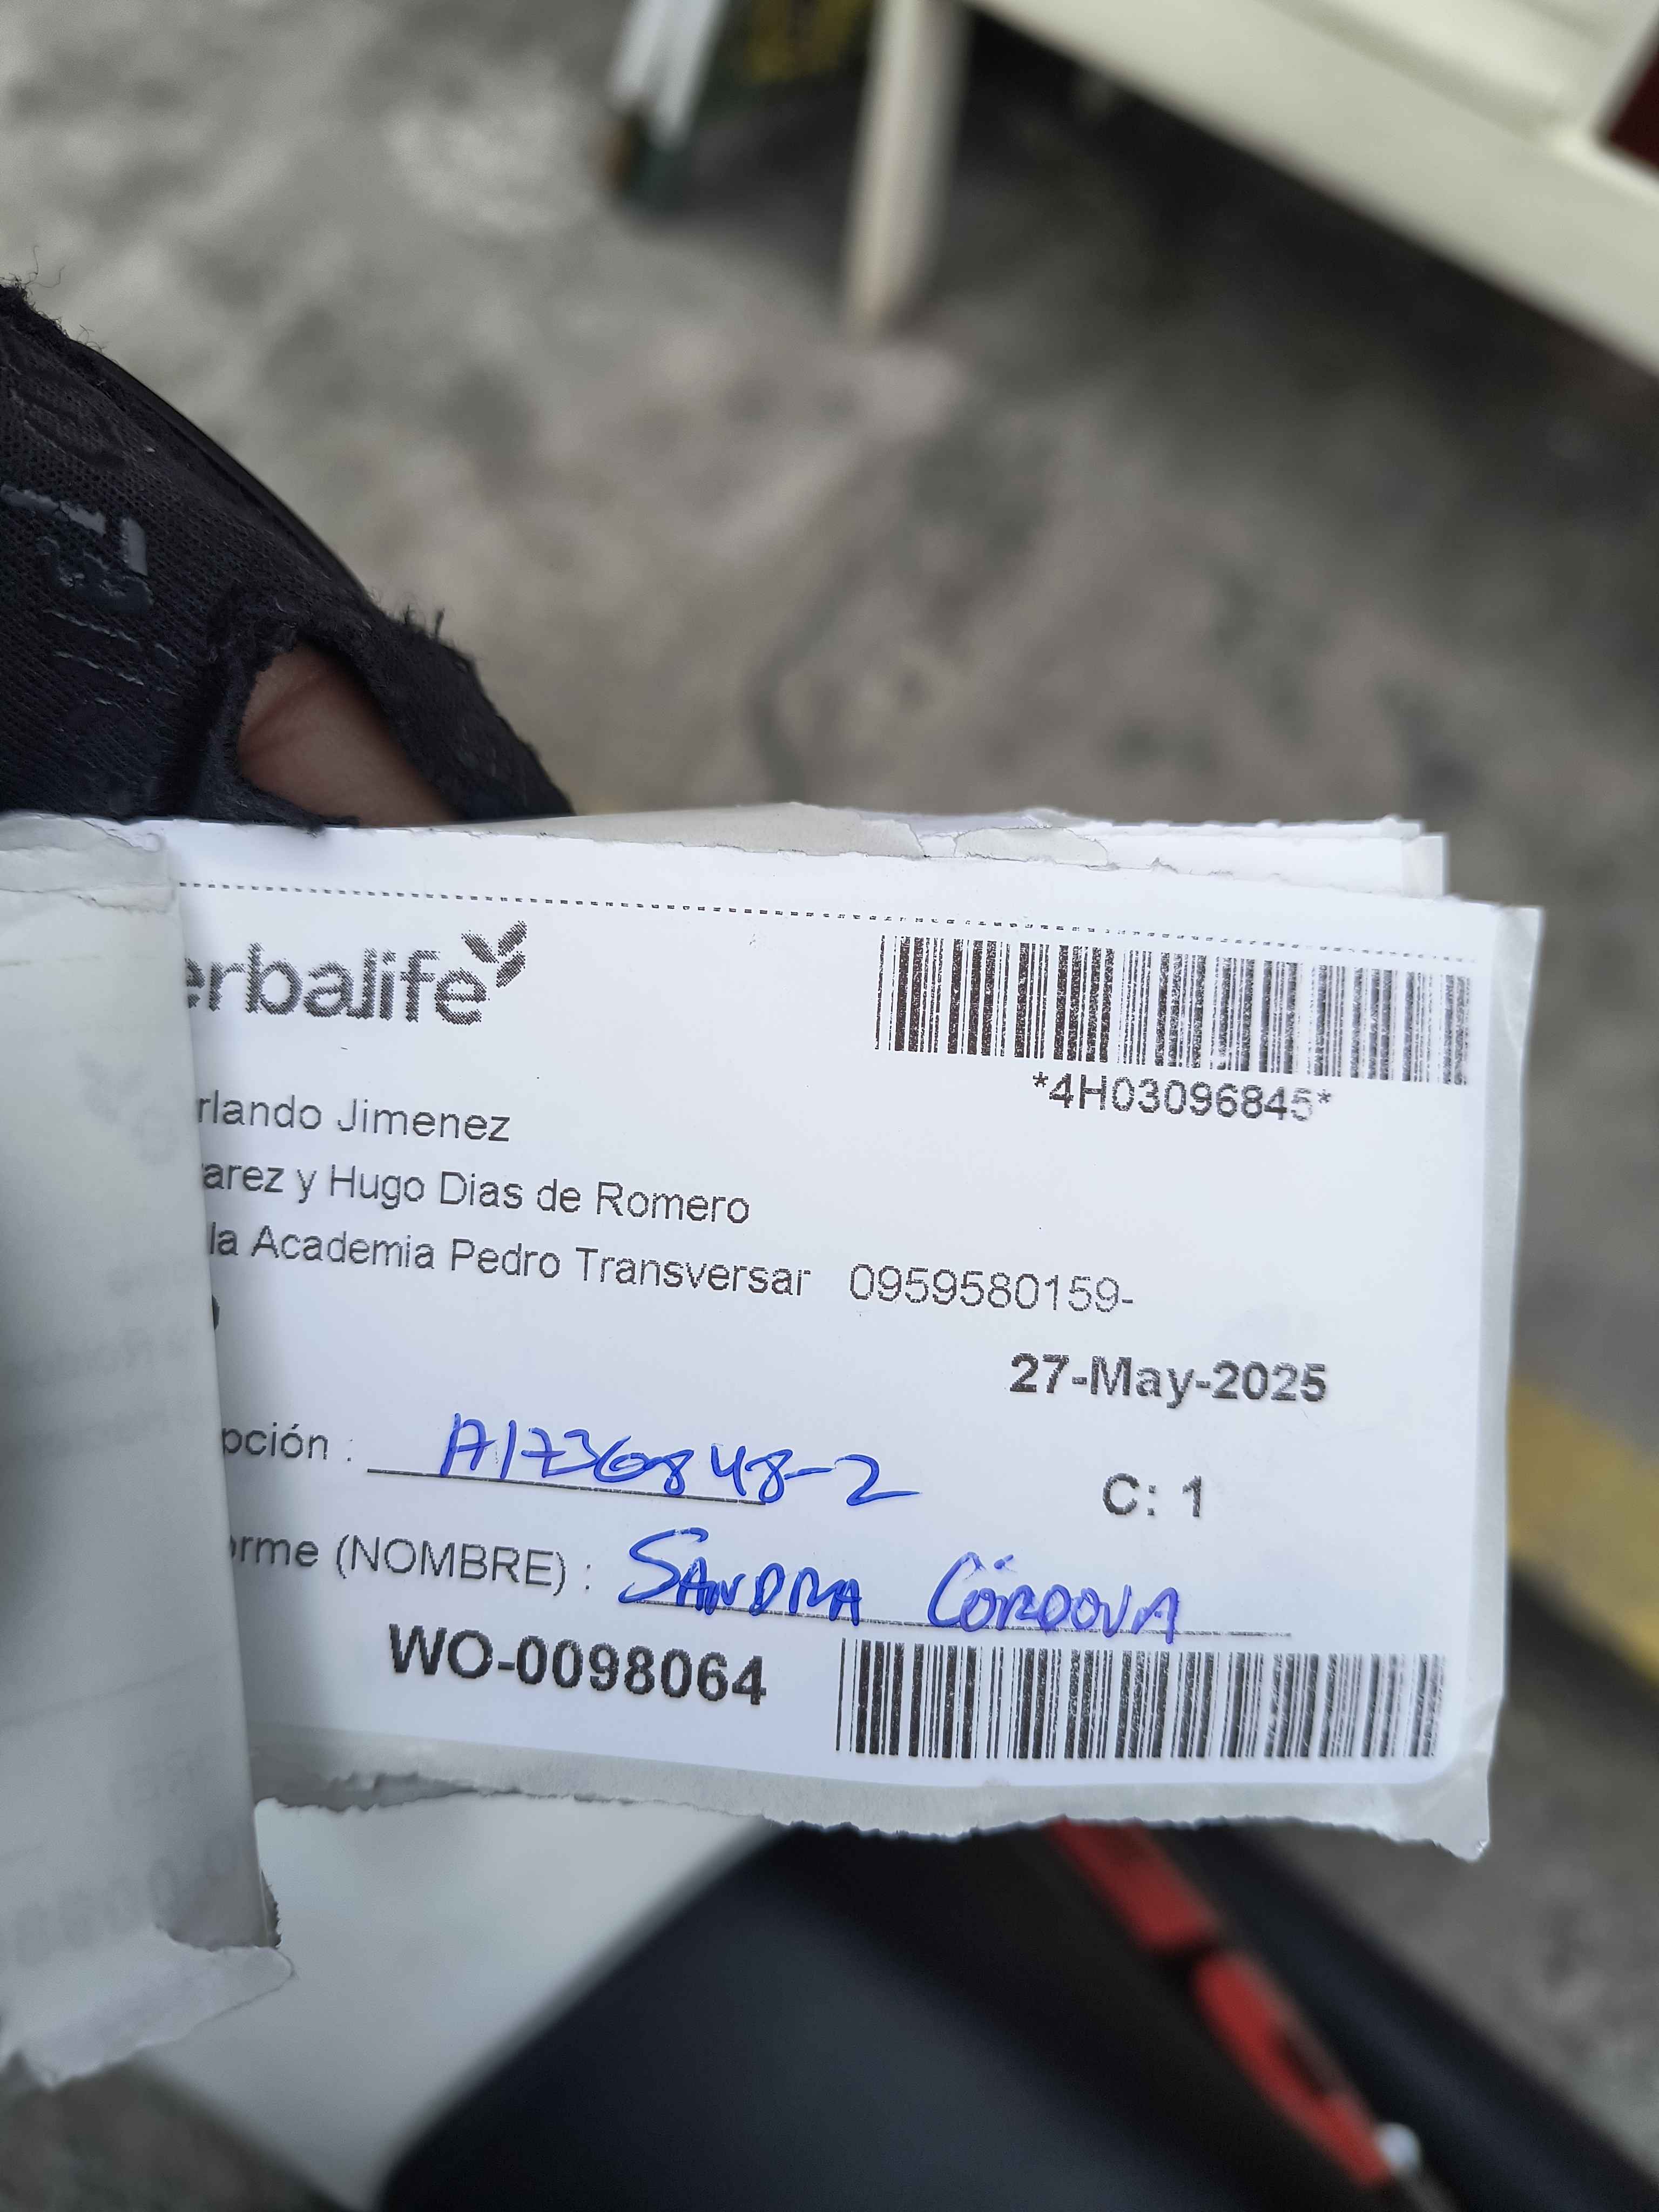 erbalife
*4H03096845*
rlando Jimenez
arez y Hugo Dias de Romero
la Academia Pedro Transversar 0959580159-
27-May-2025
pción : A1736848-2
C: 1
orme (NOMBRE) : SANDRA CÓRDOVA
WO-0098064